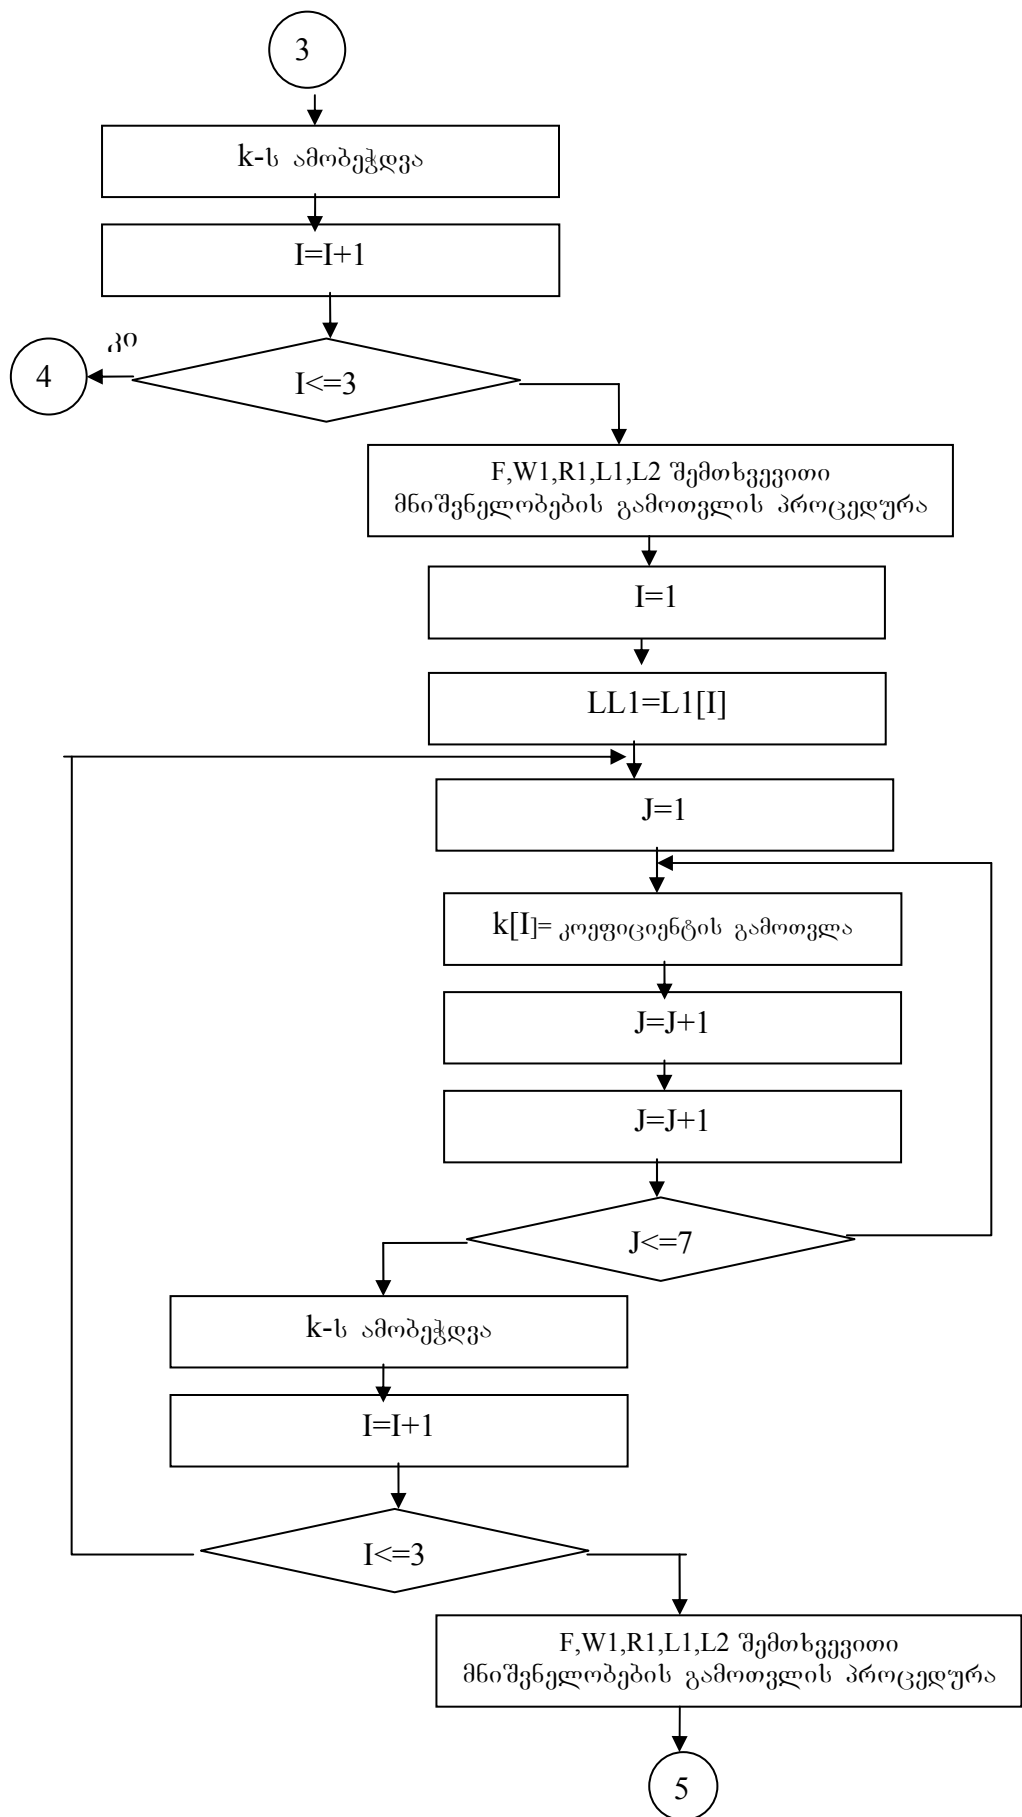 3
k-ს ამობეჭდვა
I=I+1
კი
4
I<=3
F,W1,R1,L1,L2 შემთხვევითი
მნიშვნელობების გამოთვლის პროცედურა
I=1
LL1=L1[I]
J=1
k[I]= კოეფიციენტის გამოთვლა
J=J+1
J=J+1
J<=7
k-ს ამობეჭდვა
I=I+1
I<=3
F,W1,R1,L1,L2 შემთხვევითი
მნიშვნელობების გამოთვლის პროცედურა
5